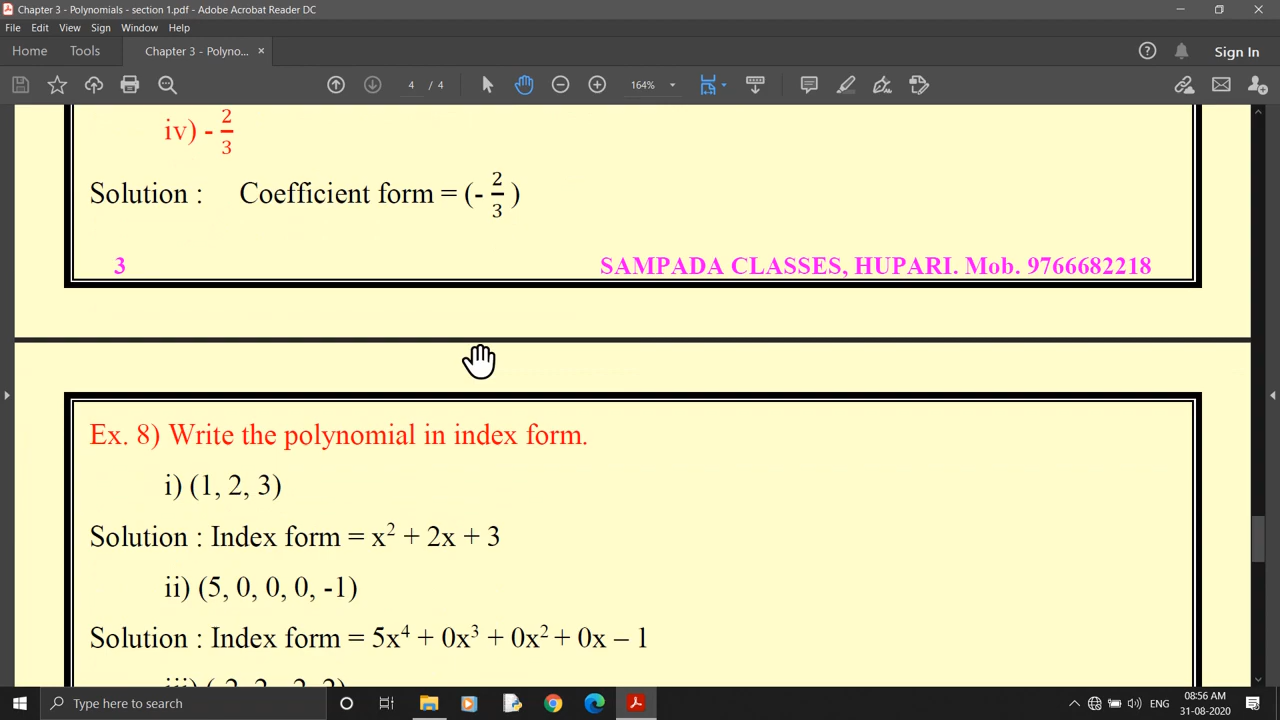 Chapter 3 - Polynomials - section 1.pdf - Adobe Acrobat Reader DC
File Edit View Sign Window Help
Home Tools Chapter 3 - Polyno... × Sign In
4 / 4 164%
iv) - 2/3
Solution : Coefficient form = (- 2/3 )
3 SAMPADA CLASSES, HUPARI. Mob. 9766682218
Ex. 8) Write the polynomial in index form.
i) (1, 2, 3)
Solution : Index form = x² + 2x + 3
ii) (5, 0, 0, 0, -1)
Solution : Index form = 5x⁴ + 0x³ + 0x² + 0x – 1
Type here to search
ENG 08:56 AM
31-08-2020